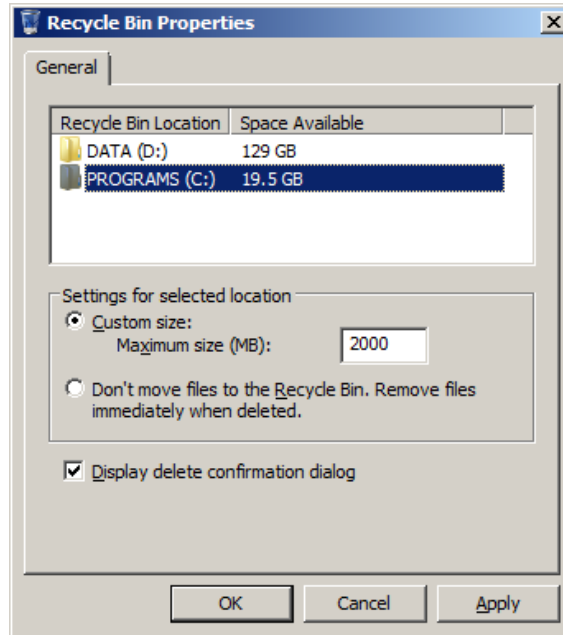 Recycle Bin Properties
General
Recycle Bin Location Space Available
DATA (D:) 129 GB
PROGRAMS (C:) 19.5 GB
Settings for selected location
Custom size:
Maximum size (MB): 2000
Don't move files to the Recycle Bin. Remove files
immediately when deleted.
Display delete confirmation dialog
OK Cancel Apply